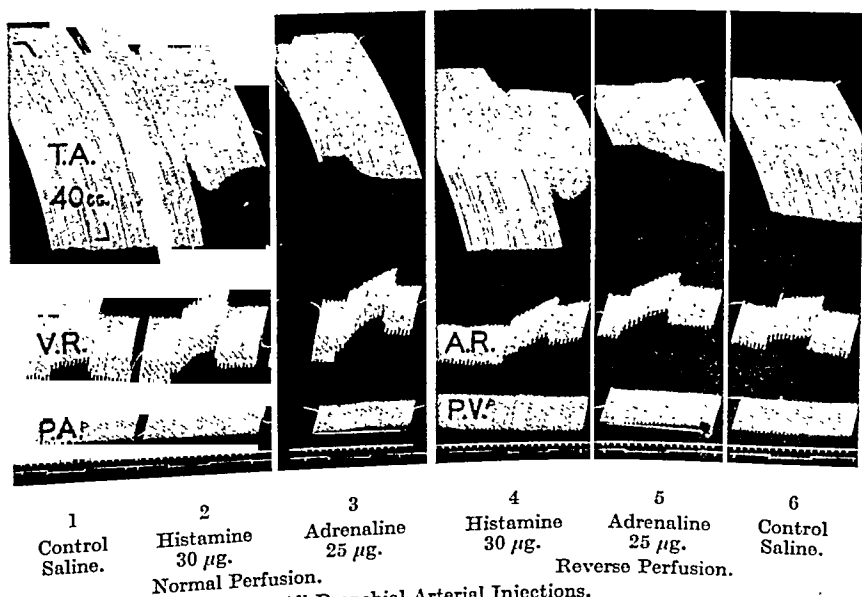 T.A.
40cc.
V.R.
P.A.P
A.R.
P.V.P
1 2 3 4 5 6
Control Histamine Adrenaline Histamine Adrenaline Control
Saline. 30 μg. 25 μg. 30 μg. 25 μg. Saline.
Normal Perfusion. Reverse Perfusion.
Bronchial Arterial Injections.